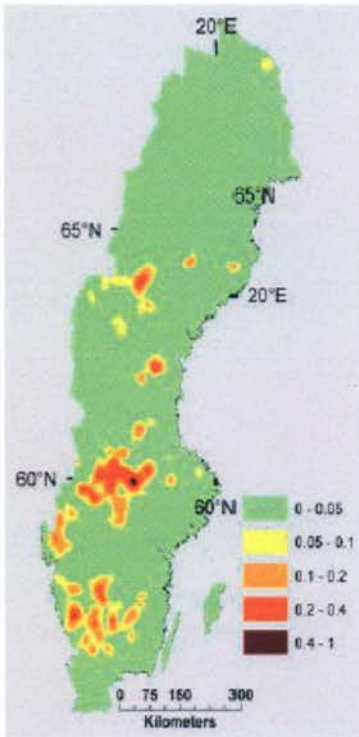 20°E
65°N
65°N
20°E
60°N
60°N
0 - 0.05
0.05 - 0.1
0.1 - 0.2
0.2 - 0.4
0.4 - 1
0 75 150 300
Kilometers